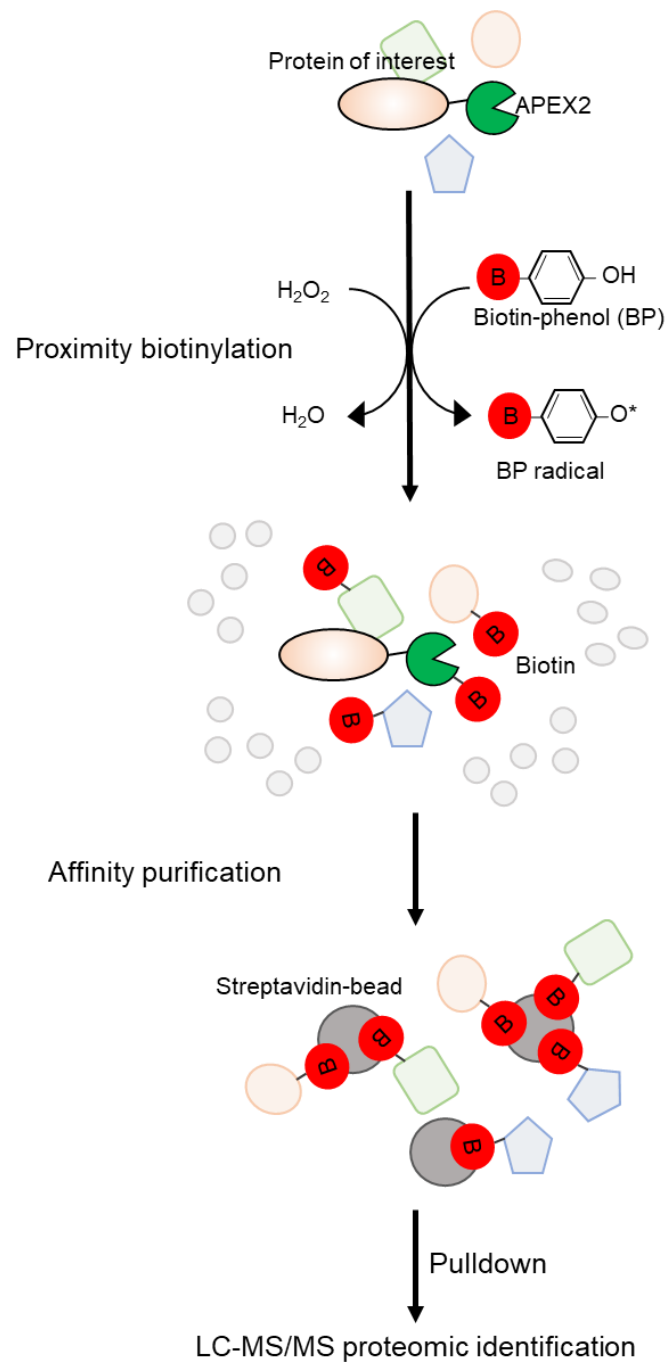 Protein of interest
APEX2
H₂O₂
B
OH
Biotin-phenol (BP)
Proximity biotinylation
H₂O
B
O*
BP radical
B
B
Biotin
B
B
Affinity purification
Streptavidin-bead
B
B
B
B
B
B
Pulldown
LC-MS/MS proteomic identification